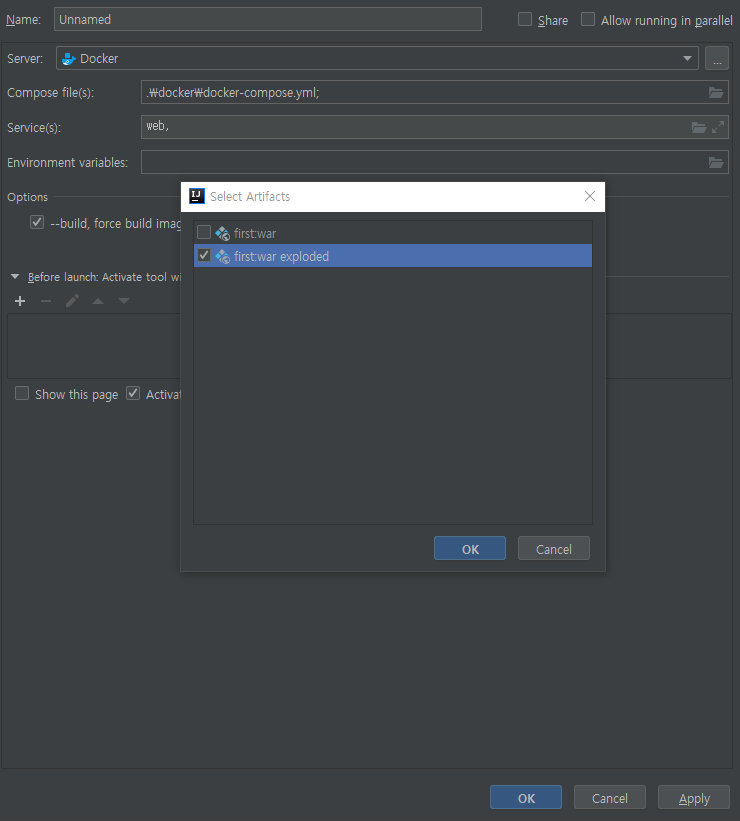 Name: Unnamed Share Allow running in parallel
Server: Docker ...
Compose file(s): .₩docker₩docker-compose.yml;
Service(s): web,
Environment variables:
Options
--build, force build imag
Before launch: Activate tool wi
Show this page Activat
IJ Select Artifacts
first:war
first:war exploded
OK Cancel
OK Cancel Apply